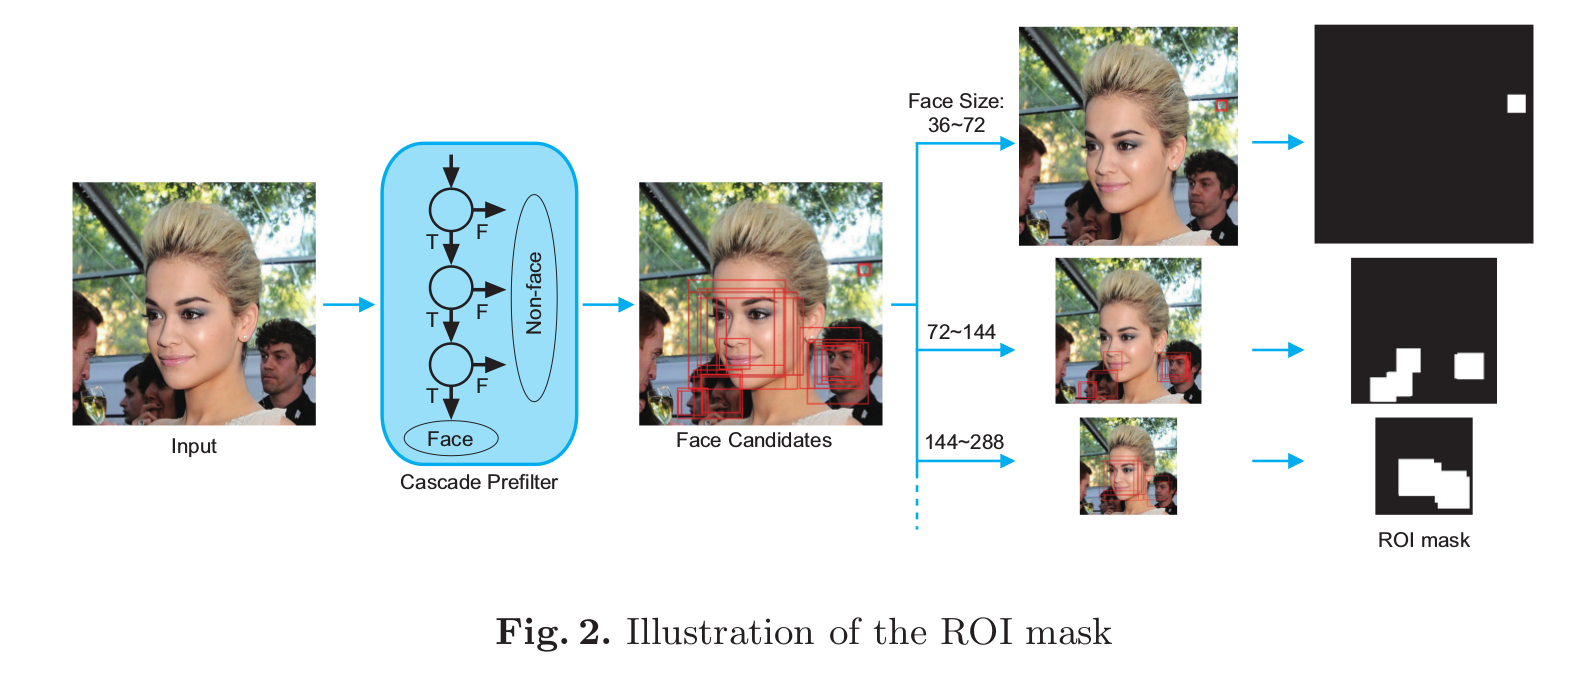 Face Size:
36~72
T
F
T
F
T
F
Non-face
Face
72~144
144~288
Input
Cascade Prefilter
Face Candidates
ROI mask
Fig. 2. Illustration of the ROI mask